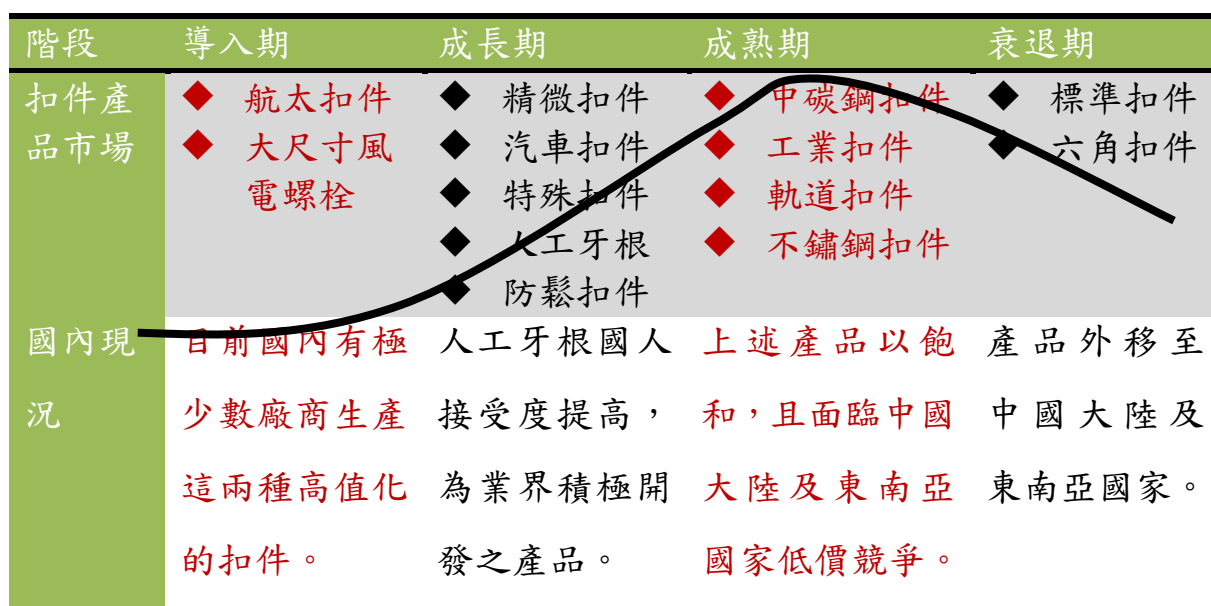 階段 導入期 成長期 成熟期 衰退期
扣件產品市場
◆ 航太扣件
◆ 大尺寸風
電螺栓
◆ 精微扣件
◆ 汽車扣件
◆ 特殊扣件
◆ 人工牙根
◆ 防鬆扣件
◆ 中碳鋼扣件
◆ 工業扣件
◆ 軌道扣件
◆ 不鏽鋼扣件
◆ 標準扣件
◆ 六角扣件
國內現
況
目前國內有極
少數廠商生產
這兩種高值化
的扣件。
人工牙根國人
接受度提高，
為業界積極開
發之產品。
上述產品以飽
和，且面臨中國
大陸及東南亞
國家低價競爭。
產品外移至
中國大陸及
東南亞國家。